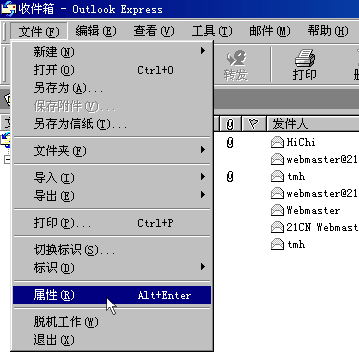 收件箱 - Outlook Express
文件(F) 编辑(E) 查看(V) 工具(T) 邮件(M) 帮助(H)
转发 打印
新建(N)
打开(O) Ctrl+O
另存为(A)...
保存附件(V)...
另存为信纸(T)...
文件夹(F)
导入(I)
导出(E)
打印(P)... Ctrl+P
切换标识(S)...
标识(D)
属性(R) Alt+Enter
脱机工作(W)
退出(X)
发件人
HiChi
webmaster@21
tmh
webmaster@21
Webmaster
21CN Webmast
tmh